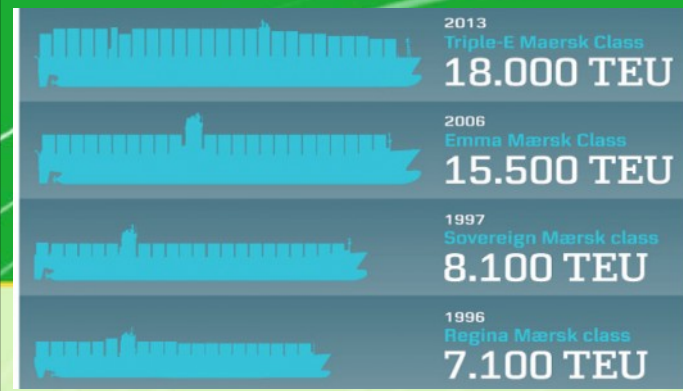 2013
Triple-E Maersk Class
18.000 TEU
2006
Emma Mærsk Class
15.500 TEU
1997
Sovereign Mærsk class
8.100 TEU
1996
Regina Mærsk class
7.100 TEU